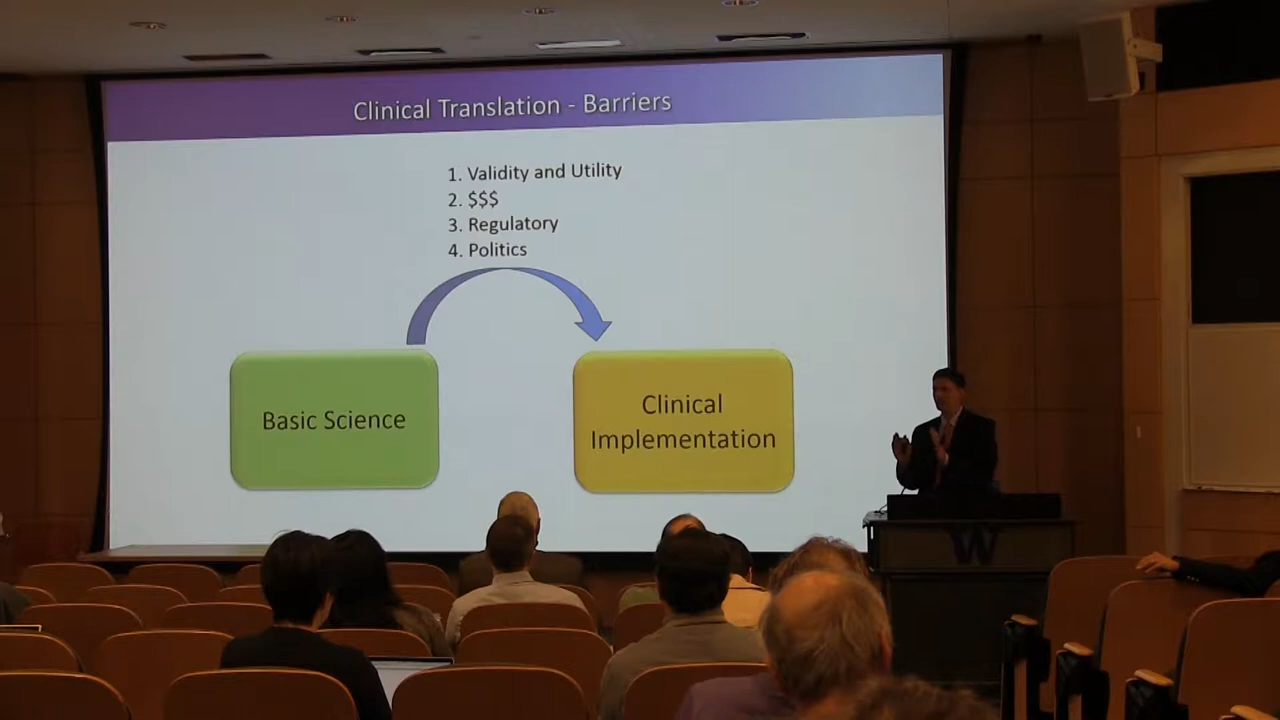 Clinical Translation - Barriers
1. Validity and Utility
2. $$$
3. Regulatory
4. Politics
Basic Science
Clinical
Implementation
W